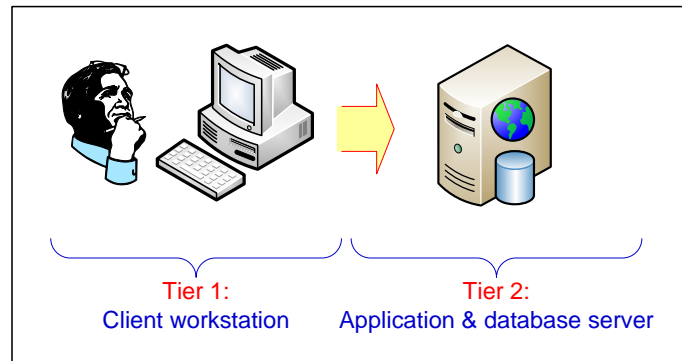 Tier 1:
Client workstation
Tier 2:
Application & database server